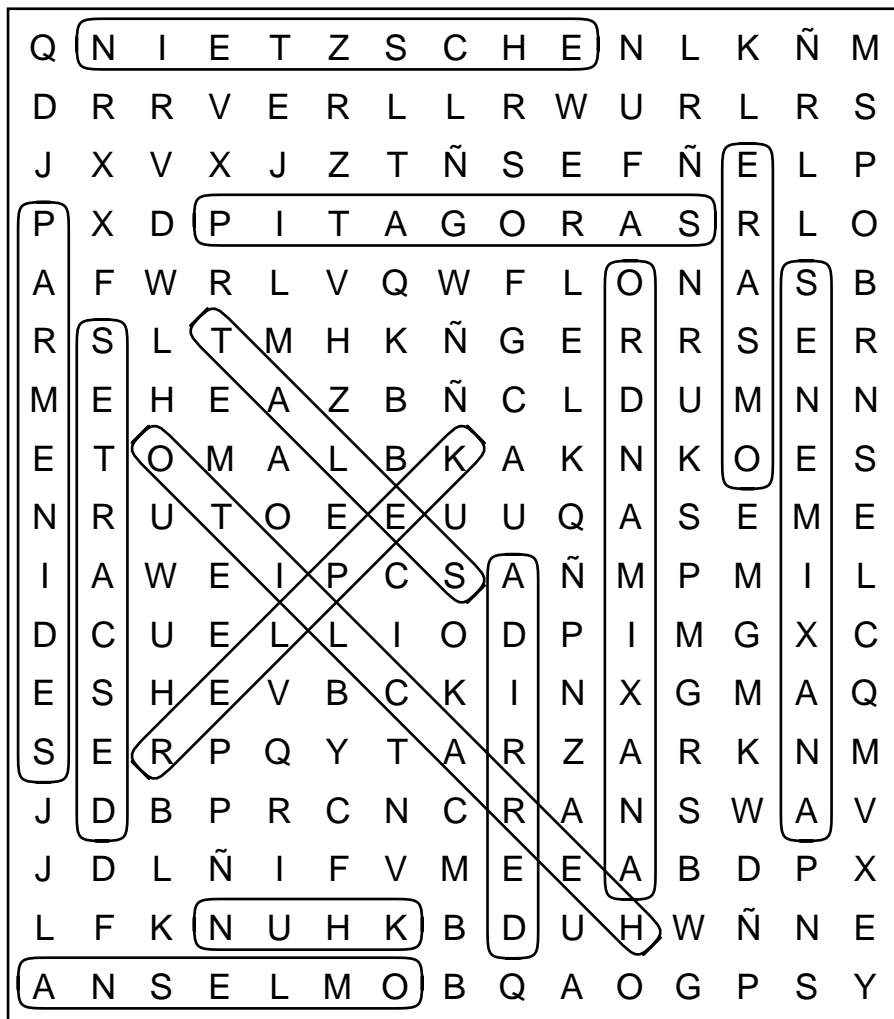 Q N I E T Z S C H E N L K Ñ M
D R R V E R L L R W U R L R S
J X V X J Z T Ñ S E F Ñ E L P
P X D P I T A G O R A S R L O
A F W R L V Q W F L O N A S B
R S L T M H K Ñ G E R R S E R
M E H E A Z B Ñ C L D U M N N
E T O M A L B K A K N K O E S
N R U T O E E U U Q A S E M E
I A W E I P C S A Ñ M P M I L
D C U E L L I O D P I M G X C
E S H E V B C K I N X G M A Q
S E R P Q Y T A R Z A R K N M
J D B P R C N C R A N S W A V
J D L Ñ I F V M E E A B D P X
L F K N U H K B D U H W Ñ N E
A N S E L M O B Q A O G P S Y